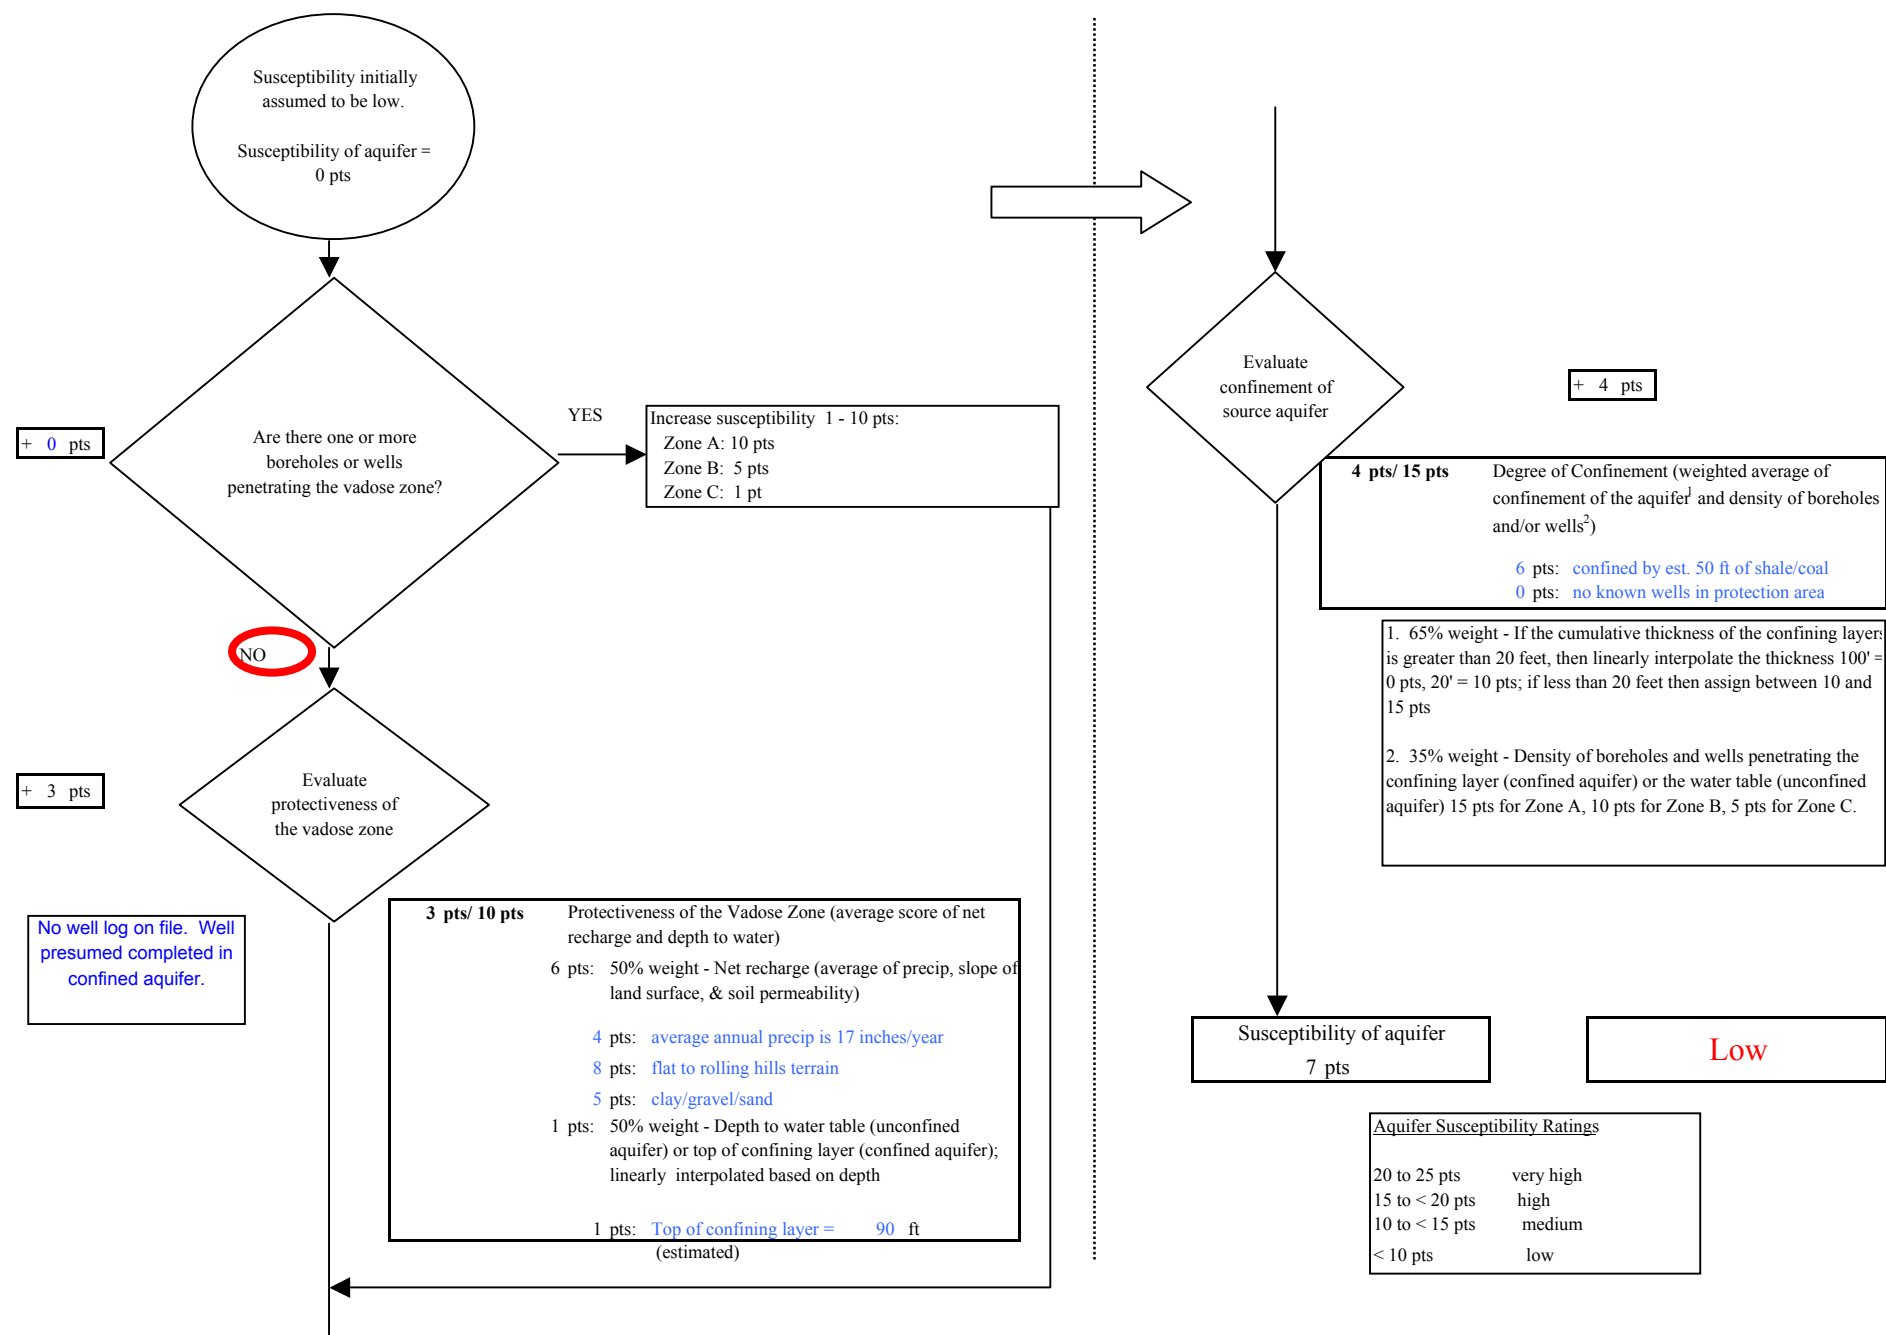 Susceptibility initially
assumed to be low.
Susceptibility of aquifer =
0 pts
+ 0 pts
Are there one or more
boreholes or wells
penetrating the vadose zone?
YES
Increase susceptibility 1 - 10 pts:
Zone A: 10 pts
Zone B: 5 pts
Zone C: 1 pt
NO
+ 3 pts
Evaluate
protectiveness of
the vadose zone
No well log on file. Well
presumed completed in
confined aquifer.
3 pts/ 10 pts Protectiveness of the Vadose Zone (average score of net
recharge and depth to water)
6 pts: 50% weight - Net recharge (average of precip, slope of
land surface, & soil permeability)
4 pts: average annual precip is 17 inches/year
8 pts: flat to rolling hills terrain
5 pts: clay/gravel/sand
1 pts: 50% weight - Depth to water table (unconfined
aquifer) or top of confining layer (confined aquifer);
linearly interpolated based on depth
1 pts: Top of confining layer = 90 ft
(estimated)
Evaluate
confinement of
source aquifer
+ 4 pts
4 pts/ 15 pts Degree of Confinement (weighted average of
confinement of the aquifer1 and density of boreholes
and/or wells2)
6 pts: confined by est. 50 ft of shale/coal
0 pts: no known wells in protection area
1. 65% weight - If the cumulative thickness of the confining layers
is greater than 20 feet, then linearly interpolate the thickness 100' =
0 pts, 20' = 10 pts; if less than 20 feet then assign between 10 and
15 pts
2. 35% weight - Density of boreholes and wells penetrating the
confining layer (confined aquifer) or the water table (unconfined
aquifer) 15 pts for Zone A, 10 pts for Zone B, 5 pts for Zone C.
Susceptibility of aquifer
7 pts
Low
Aquifer Susceptibility Ratings
20 to 25 pts very high
15 to < 20 pts high
10 to < 15 pts medium
< 10 pts low